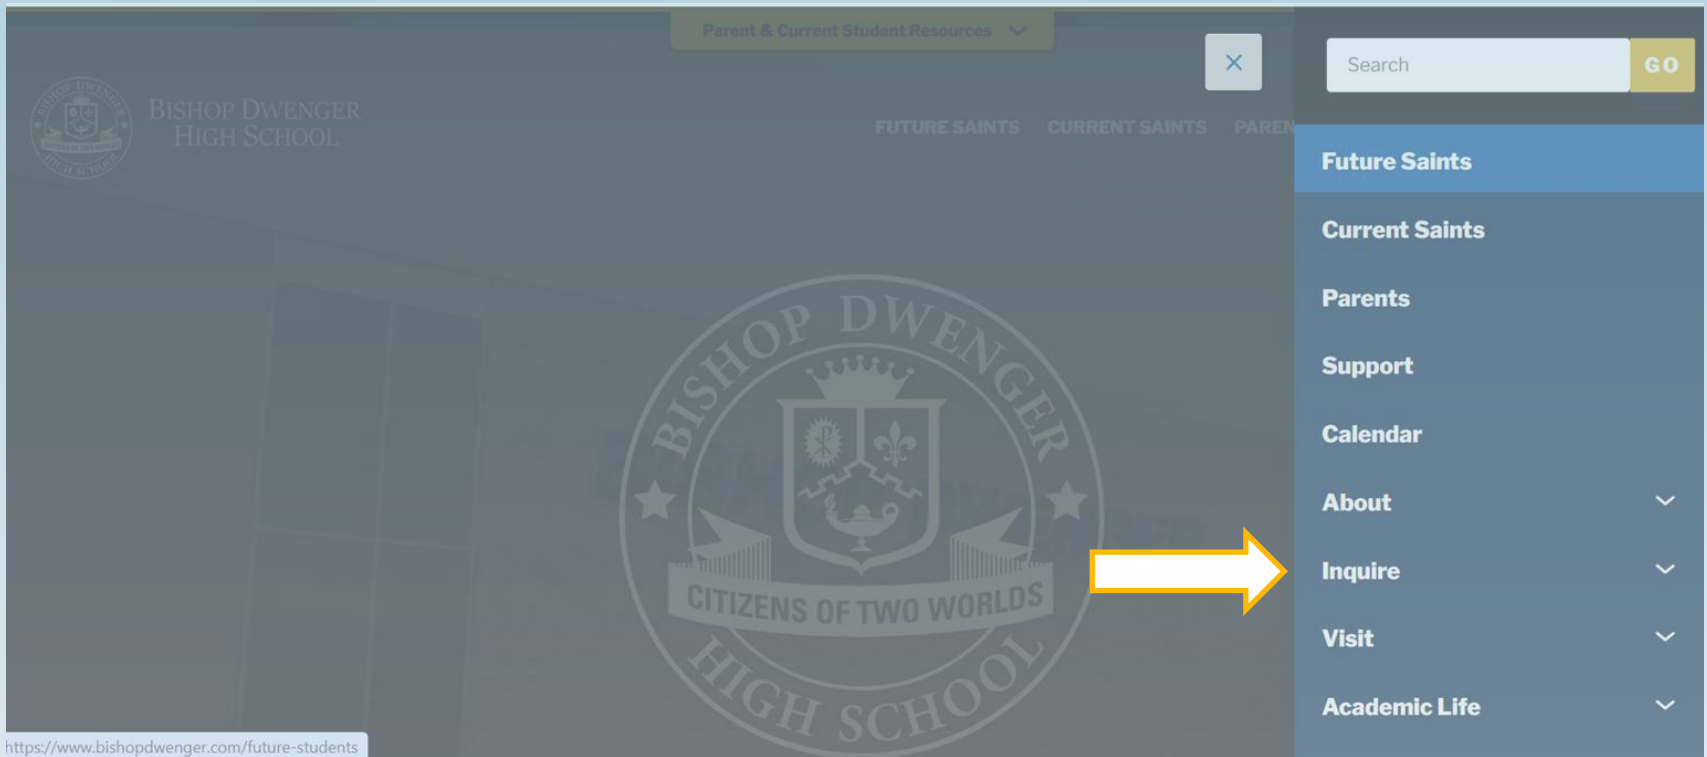 Parent & Current Student Resources
Search
GO
BISHOP DWENGER
HIGH SCHOOL
FUTURE SAINTS CURRENT SAINTS PAREN
Future Saints
Current Saints
Parents
Support
Calendar
About
Inquire
Visit
Academic Life
BISHOP DWENGER
CITIZENS OF TWO WORLDS
HIGH SCHOOL
https://www.bishopdwenger.com/future-students